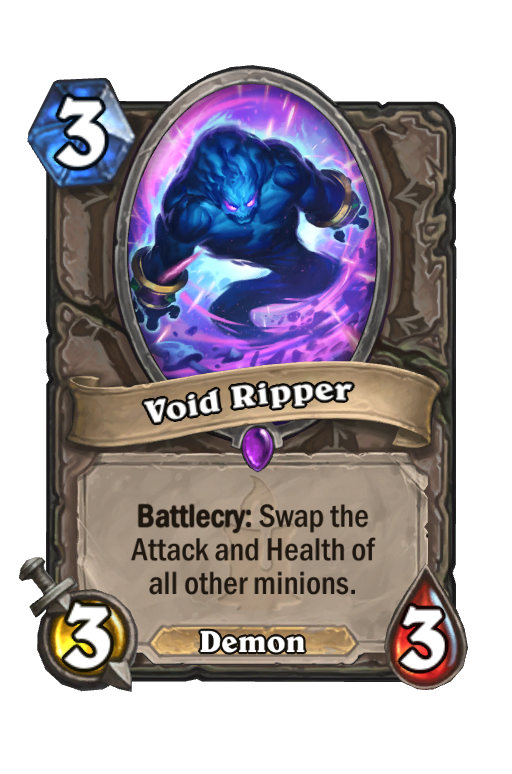 3
Void Ripper
Battlecry: Swap the
Attack and Health of
all other minions.
3
Demon
3